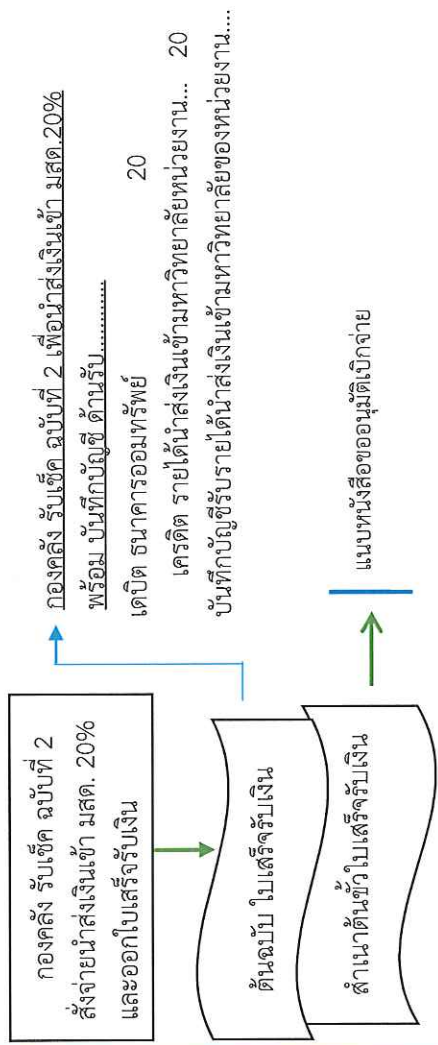 กองคลัง รับเช็ค ฉบับที่ 2
สั่งจ่ายนำส่งเงินเข้า มสด. 20%
และออกใบเสร็จรับเงิน
ต้นฉบับ ใบเสร็จรับเงิน
สำเนาต้นขั้วใบเสร็จรับเงิน
กองคลัง รับเช็ค ฉบับที่ 2 เพื่อนำส่งเงินเข้า มสด.20%
พร้อม บันทึกบัญชี ด้านรับ............
เดบิต ธนาคารออมทรัพย์ 20
เครดิต รายได้นำส่งเงินเข้ามหาวิทยาลัยหน่วยงาน... 20
บันทึกบัญชีรับรายได้นำส่งเงินเข้ามหาวิทยาลัยของหน่วยงาน....
แนบหนังสือขออนุมัติเบิกจ่าย